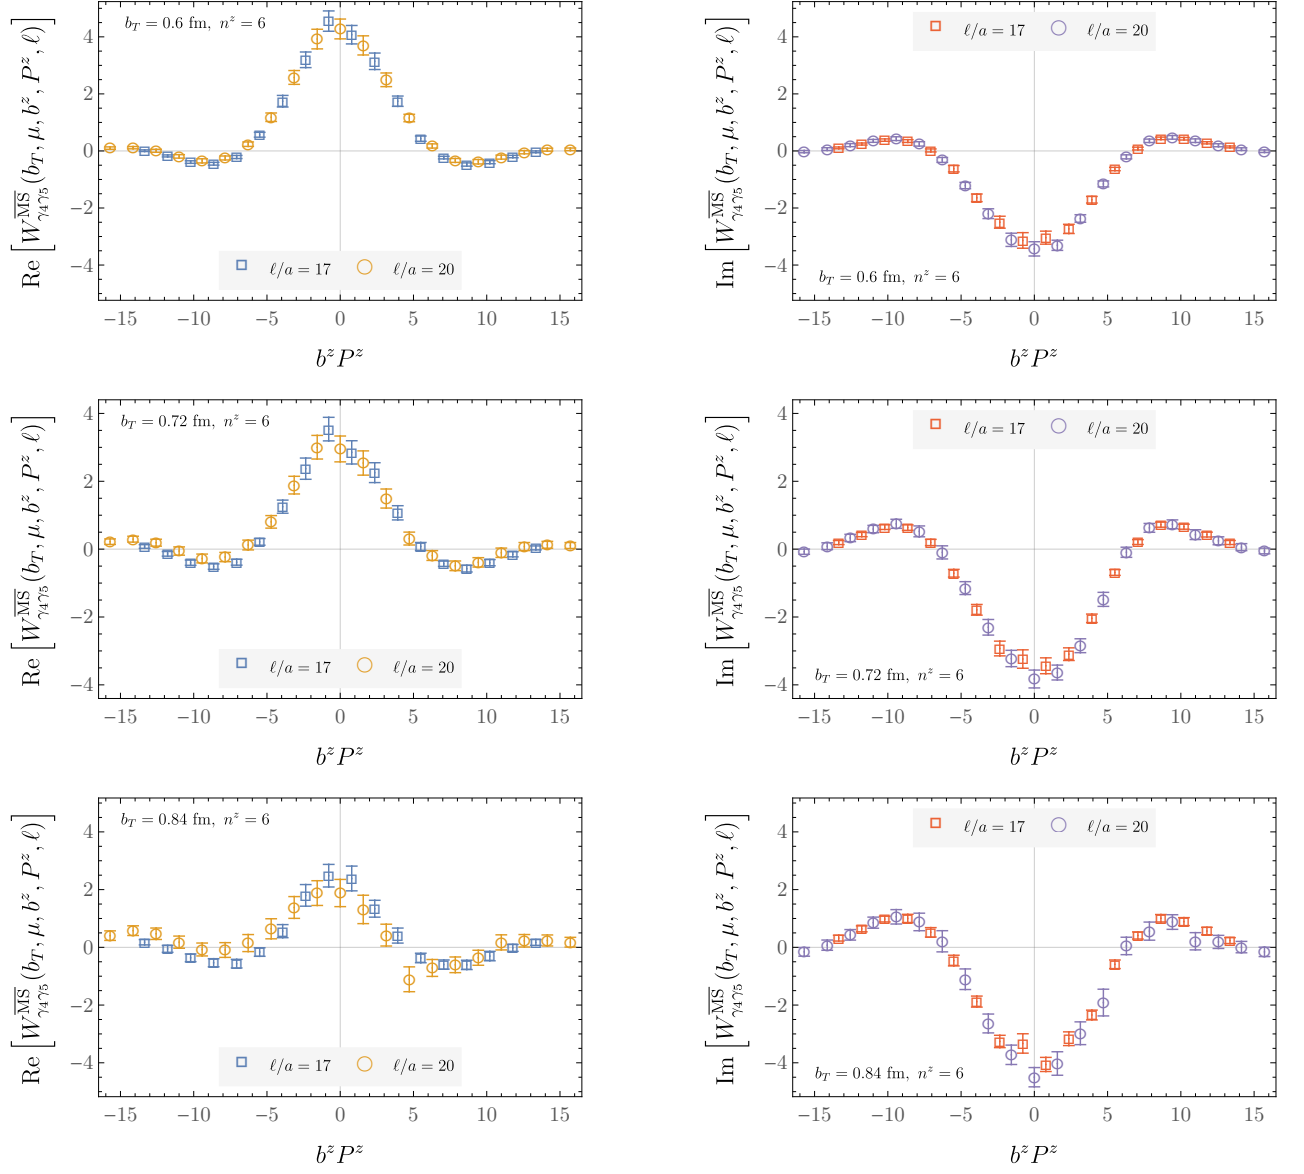 b_T = 0.6 fm, n^z = 6
Re [W^{\overline{MS}}_{γ4γ5}(b_T, μ, b^z, P^z, ℓ)]
4
2
0
−2
−4
ℓ/a = 17 ℓ/a = 20
−15 −10 −5 0 5 10 15
b^z P^z
ℓ/a = 17 ℓ/a = 20
Im [W^{\overline{MS}}_{γ4γ5}(b_T, μ, b^z, P^z, ℓ)]
4
2
0
−2
−4
b_T = 0.6 fm, n^z = 6
−15 −10 −5 0 5 10 15
b^z P^z
b_T = 0.72 fm, n^z = 6
Re [W^{\overline{MS}}_{γ4γ5}(b_T, μ, b^z, P^z, ℓ)]
4
2
0
−2
−4
ℓ/a = 17 ℓ/a = 20
−15 −10 −5 0 5 10 15
b^z P^z
ℓ/a = 17 ℓ/a = 20
Im [W^{\overline{MS}}_{γ4γ5}(b_T, μ, b^z, P^z, ℓ)]
4
2
0
−2
−4
b_T = 0.72 fm, n^z = 6
−15 −10 −5 0 5 10 15
b^z P^z
b_T = 0.84 fm, n^z = 6
Re [W^{\overline{MS}}_{γ4γ5}(b_T, μ, b^z, P^z, ℓ)]
4
2
0
−2
−4
ℓ/a = 17 ℓ/a = 20
−15 −10 −5 0 5 10 15
b^z P^z
ℓ/a = 17 ℓ/a = 20
Im [W^{\overline{MS}}_{γ4γ5}(b_T, μ, b^z, P^z, ℓ)]
4
2
0
−2
−4
b_T = 0.84 fm, n^z = 6
−15 −10 −5 0 5 10 15
b^z P^z